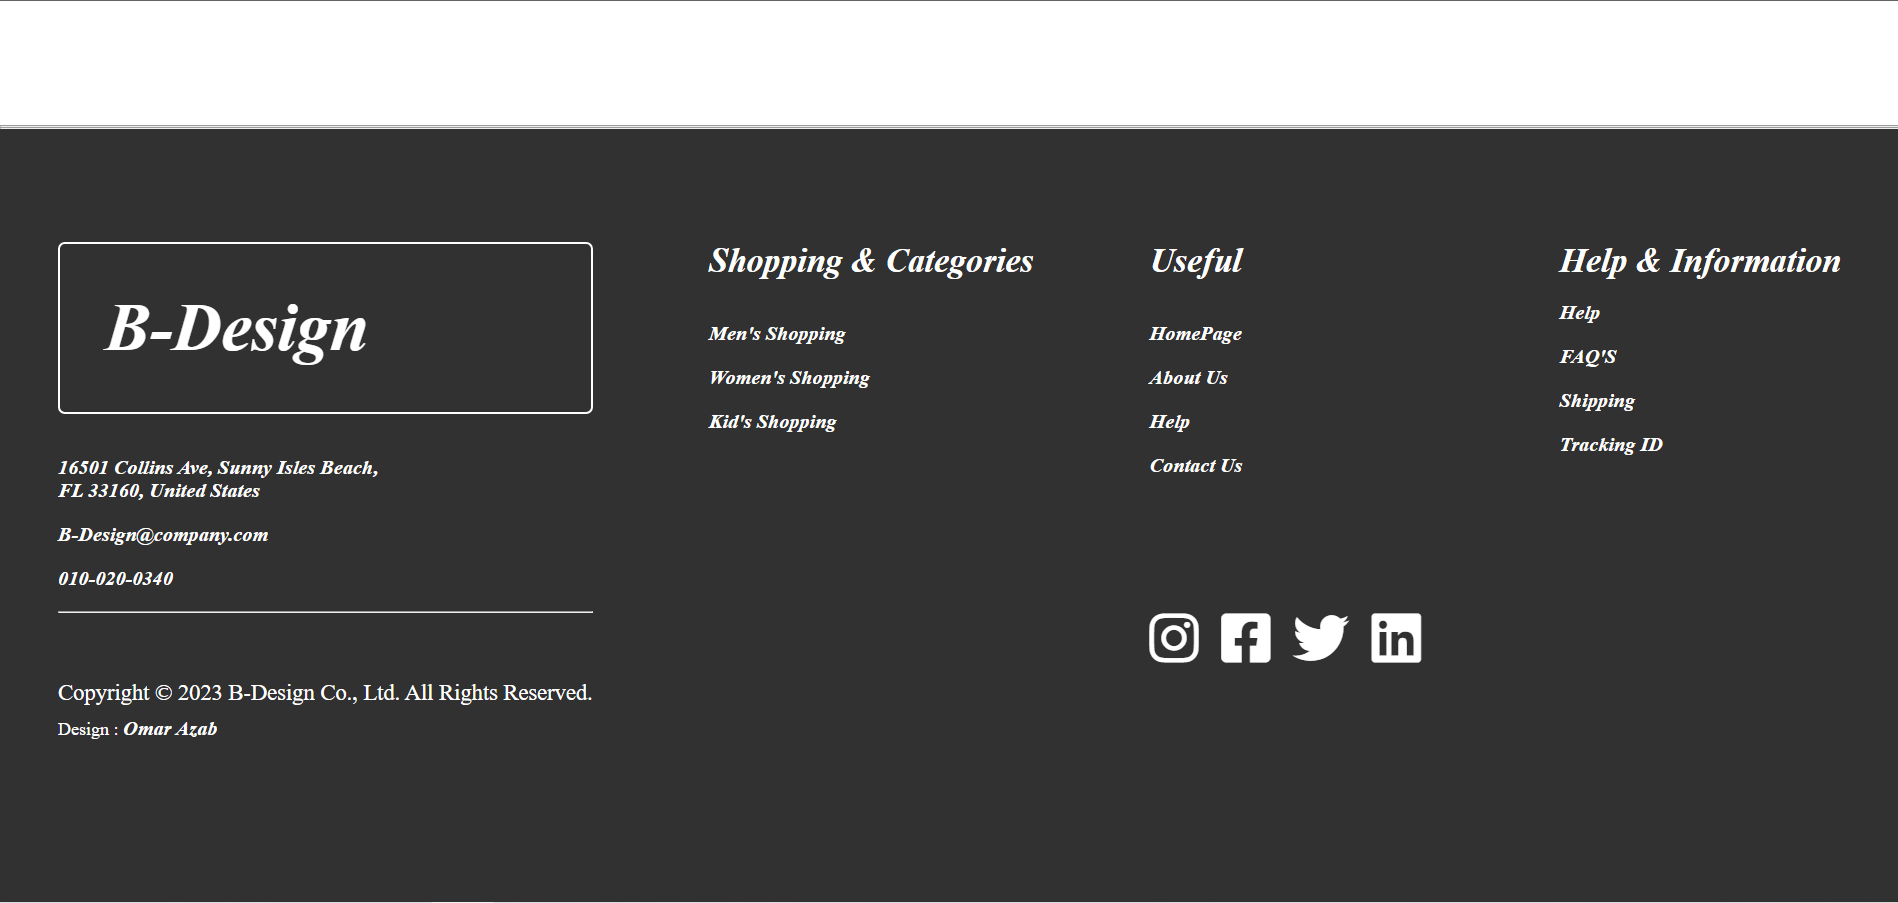 B-Design
16501 Collins Ave, Sunny Isles Beach,
FL 33160, United States
B-Design@company.com
010-020-0340
Copyright © 2023 B-Design Co., Ltd. All Rights Reserved.
Design : Omar Azab
Shopping & Categories
Men's Shopping
Women's Shopping
Kid's Shopping
Useful
HomePage
About Us
Help
Contact Us
Help & Information
Help
FAQ'S
Shipping
Tracking ID